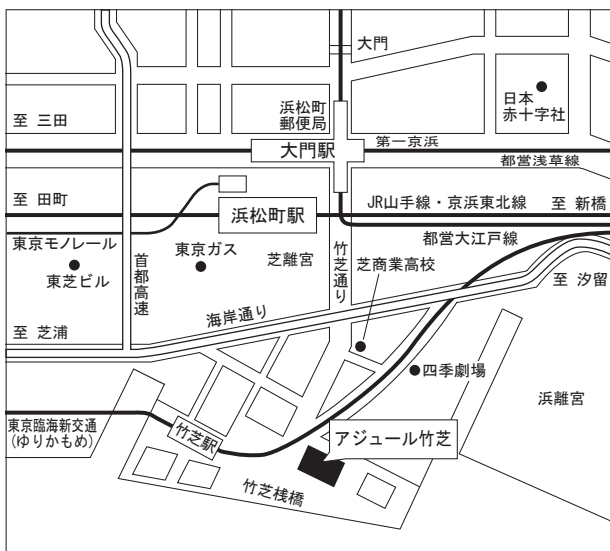 大門
日本
赤十字社
浜松町
郵便局
至 三田
大門駅
第一京浜
都営浅草線
至 田町
浜松町駅
JR山手線・京浜東北線
至 新橋
東京モノレール
東芝ビル
首都高速
東京ガス
芝離宮
竹芝通り
都営大江戸線
芝商業高校
至 汐留
海岸通り
至 芝浦
四季劇場
浜離宮
東京臨海新交通
(ゆりかもめ)
竹芝駅
アジュール竹芝
竹芝桟橋